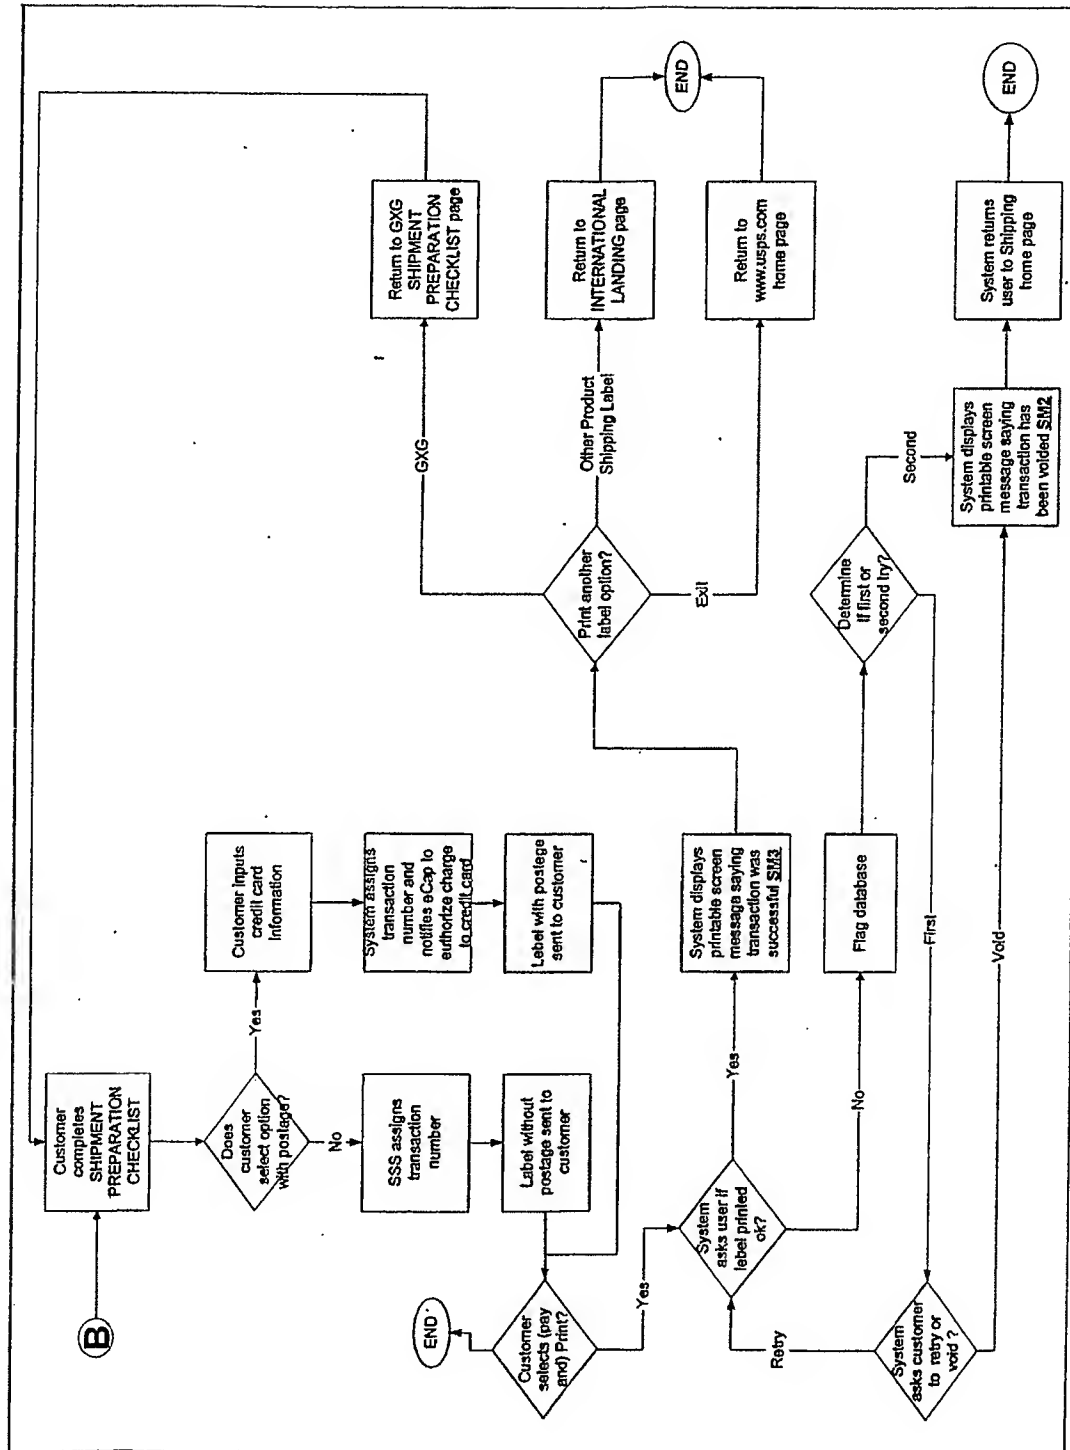 B
Customer
completes
SHIPMENT
PREPARATION
CHECKLIST
Does
customer
select option
with postage?
Yes
Customer inputs
credit card
Information
System assigns
transaction
number and
notifies eCap to
euthorize charge
to credit card
Lebel with postege
sent to customer
No
SSS assigns
transaction
number
Label without
postage sent to
customer
Customer
selects (pay
and) Print?
END
Yes
System
asks user if
lebel printed
ok?
Yes
System displays
printable screen
message saying
transaction was
successful SM3
Print another
label option?
GXG
Return to GXG
SHIPMENT
PREPARATION
CHECKLIST page
Other Product
Shipping Label
Return to
INTERNATIONAL
LANDING page
Exit
Return to
www.usps.com
home page
END
No
Flag database
Determine
if first or
second try?
First
Second
System
asks customer
to retry or
void ?
Retry
Void
System displays
printable screen
message saying
transaction has
been voided SM2
System returns
user to Shipping
home page
END